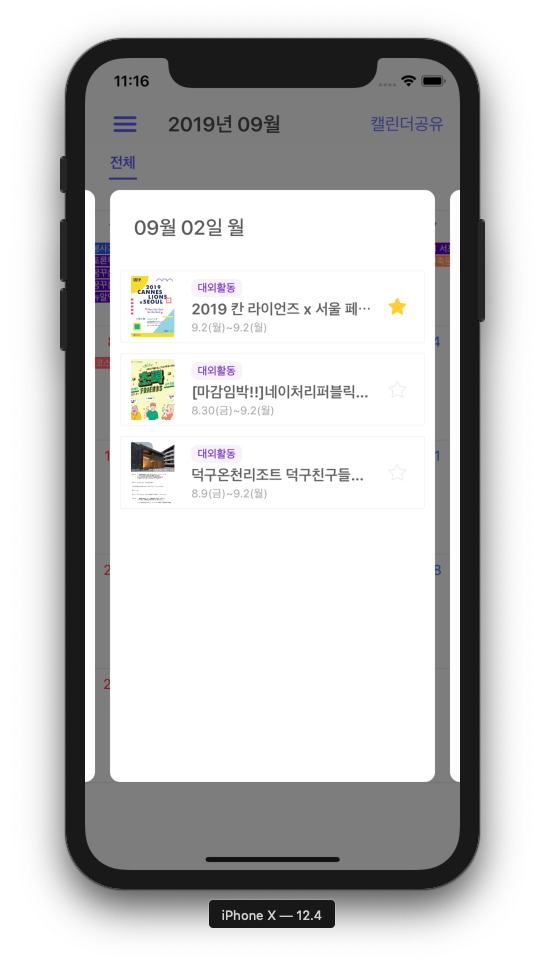 11:16
2019년 09월
캘린더공유
전체
09월 02일 월
2019
CANNES
LIONS
x SEOUL
대외활동
2019 칸 라이언즈 x 서울 페…
9.2(월)~9.2(월)
FRIENDS
대외활동
[마감임박!!]네이처리퍼블릭...
8.30(금)~9.2(월)
대외활동
덕구온천리조트 덕구친구들...
8.9(금)~9.2(월)
iPhone X — 12.4